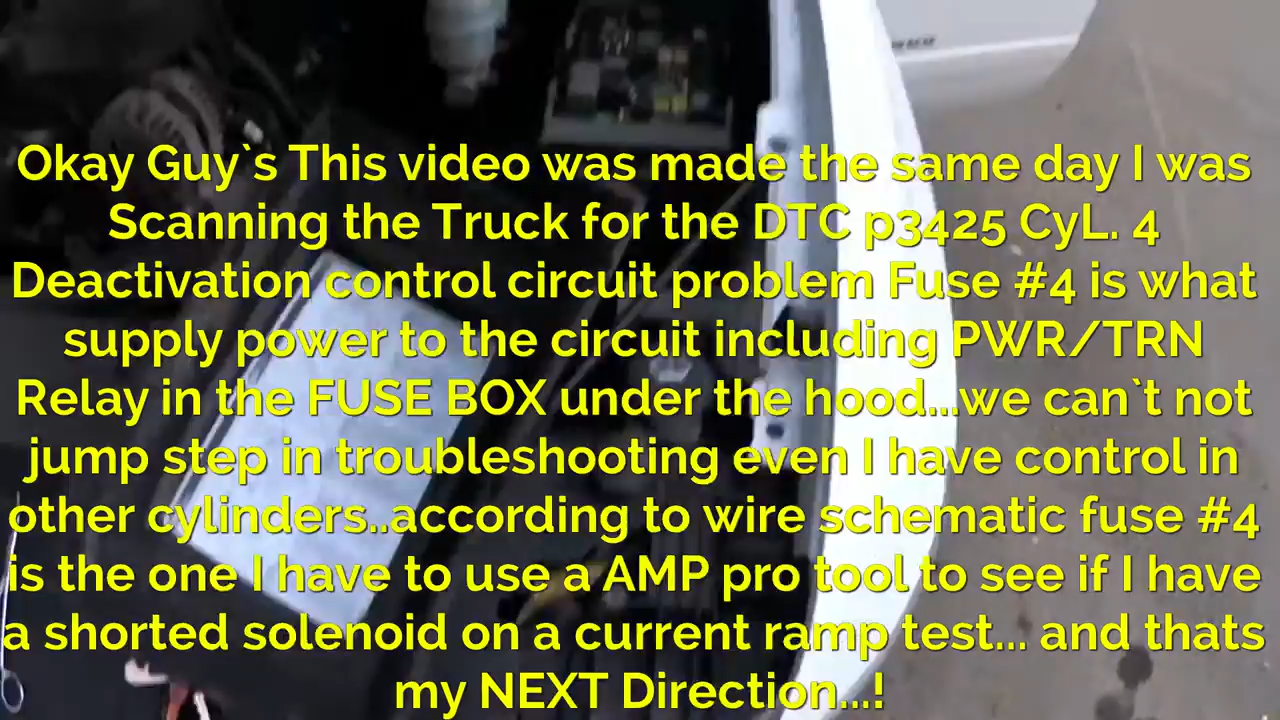 Okay Guy`s This video was made the same day I was
Scanning the Truck for the DTC p3425 CyL. 4
Deactivation control circuit problem Fuse #4 is what
supply power to the circuit including PWR/TRN
Relay in the FUSE BOX under the hood...we can`t not
jump step in troubleshooting even I have control in
other cylinders..according to wire schematic fuse #4
is the one I have to use a AMP pro tool to see if I have
a shorted solenoid on a current ramp test... and thats
my NEXT Direction...!